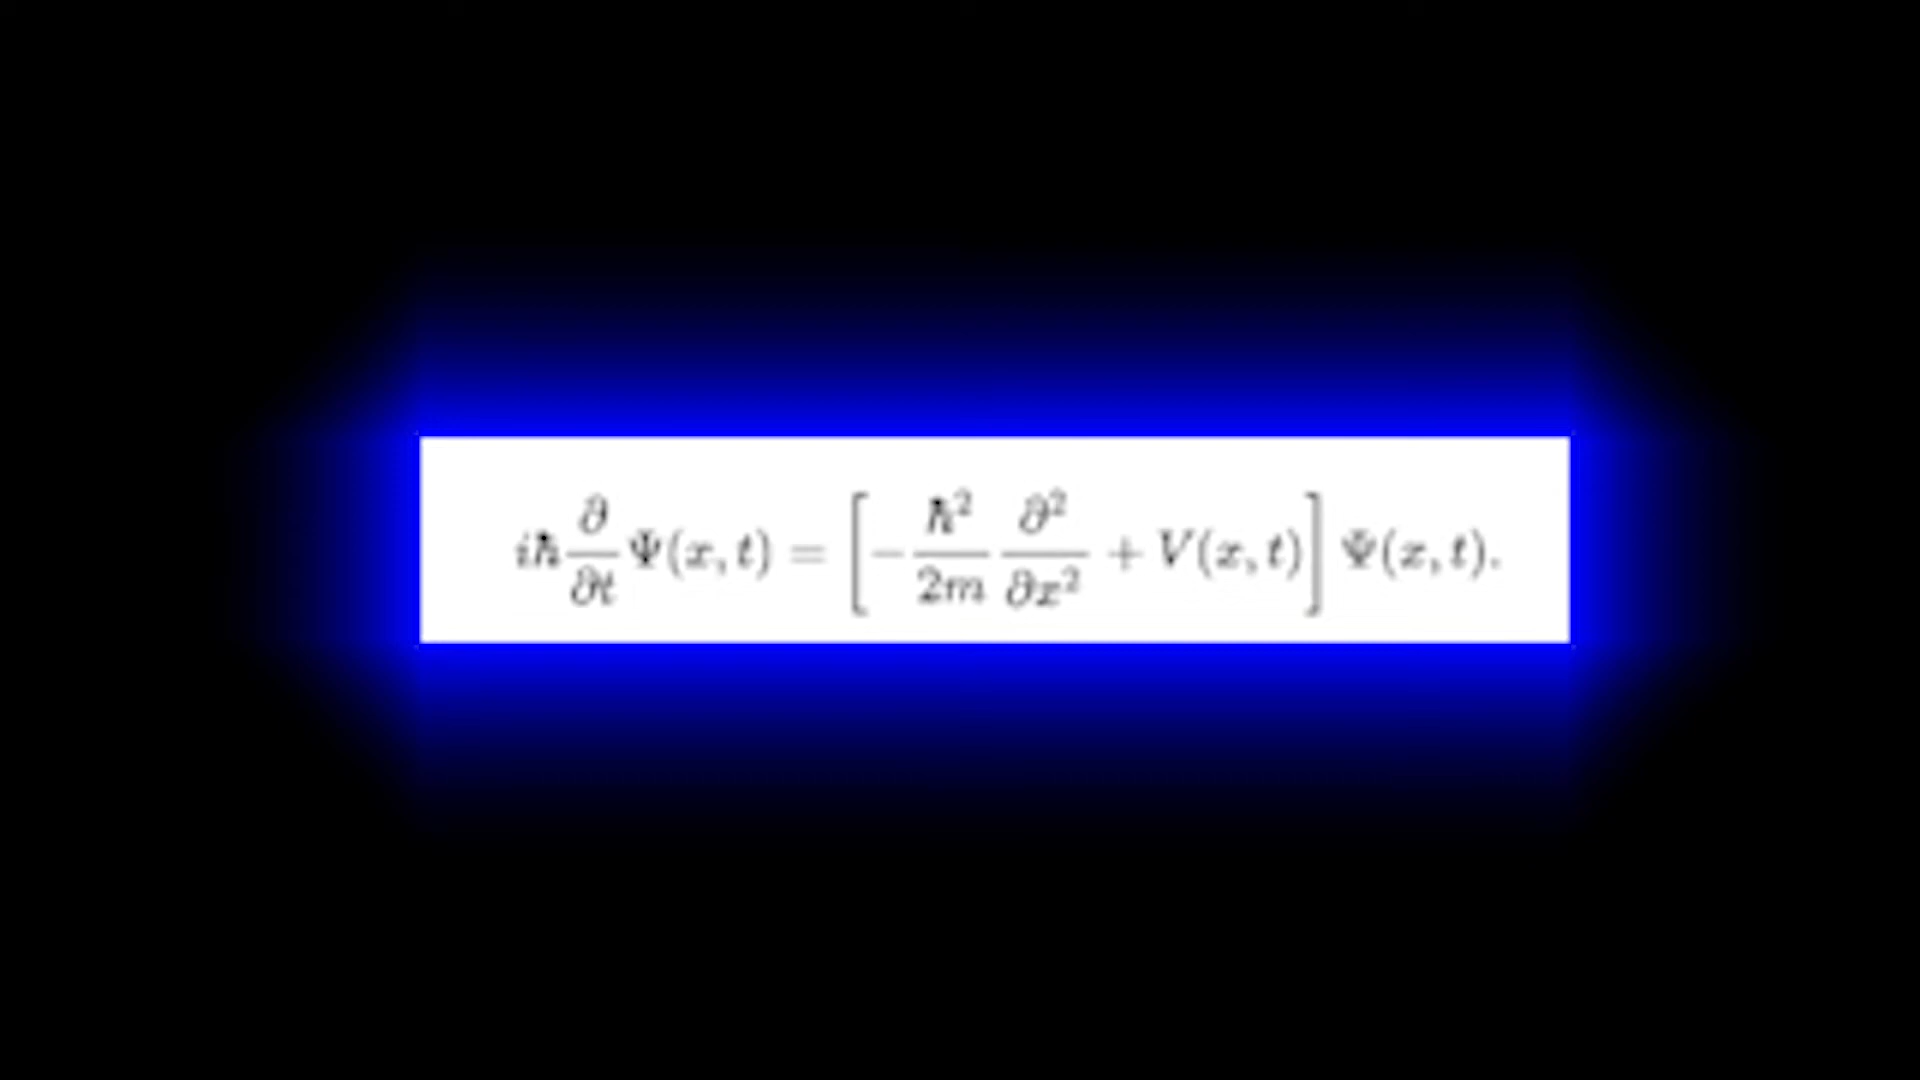 iℏ ∂/∂t Ψ(x, t) = [−ℏ²/2m ∂²/∂x² + V(x, t)] Ψ(x, t).